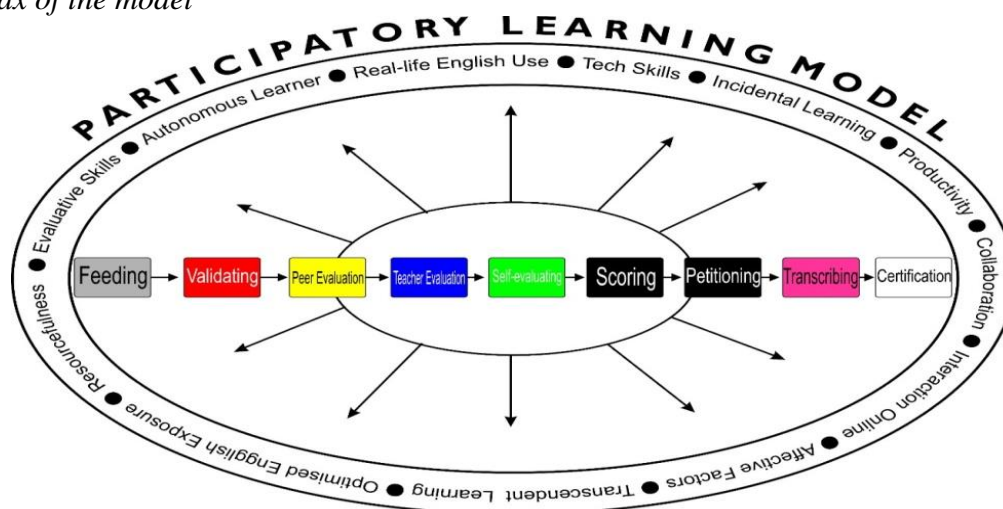 ax of the model
PARTICIPATORY LEARNING MODEL
Evaluative Skills ● Autonomous Learner ● Real-life English Use ● Tech Skills ● Incidental Learning ● Productivity ● Collaboration ● Interaction Online ● Affective Factors ● Transcendent Learning ● Optimised Engglish Exposure ● Resourcefulness ●
Feeding
Validating
Peer Evaluation
Teacher Evaluation
Self-evaluating
Scoring
Petitioning
Transcribing
Certification